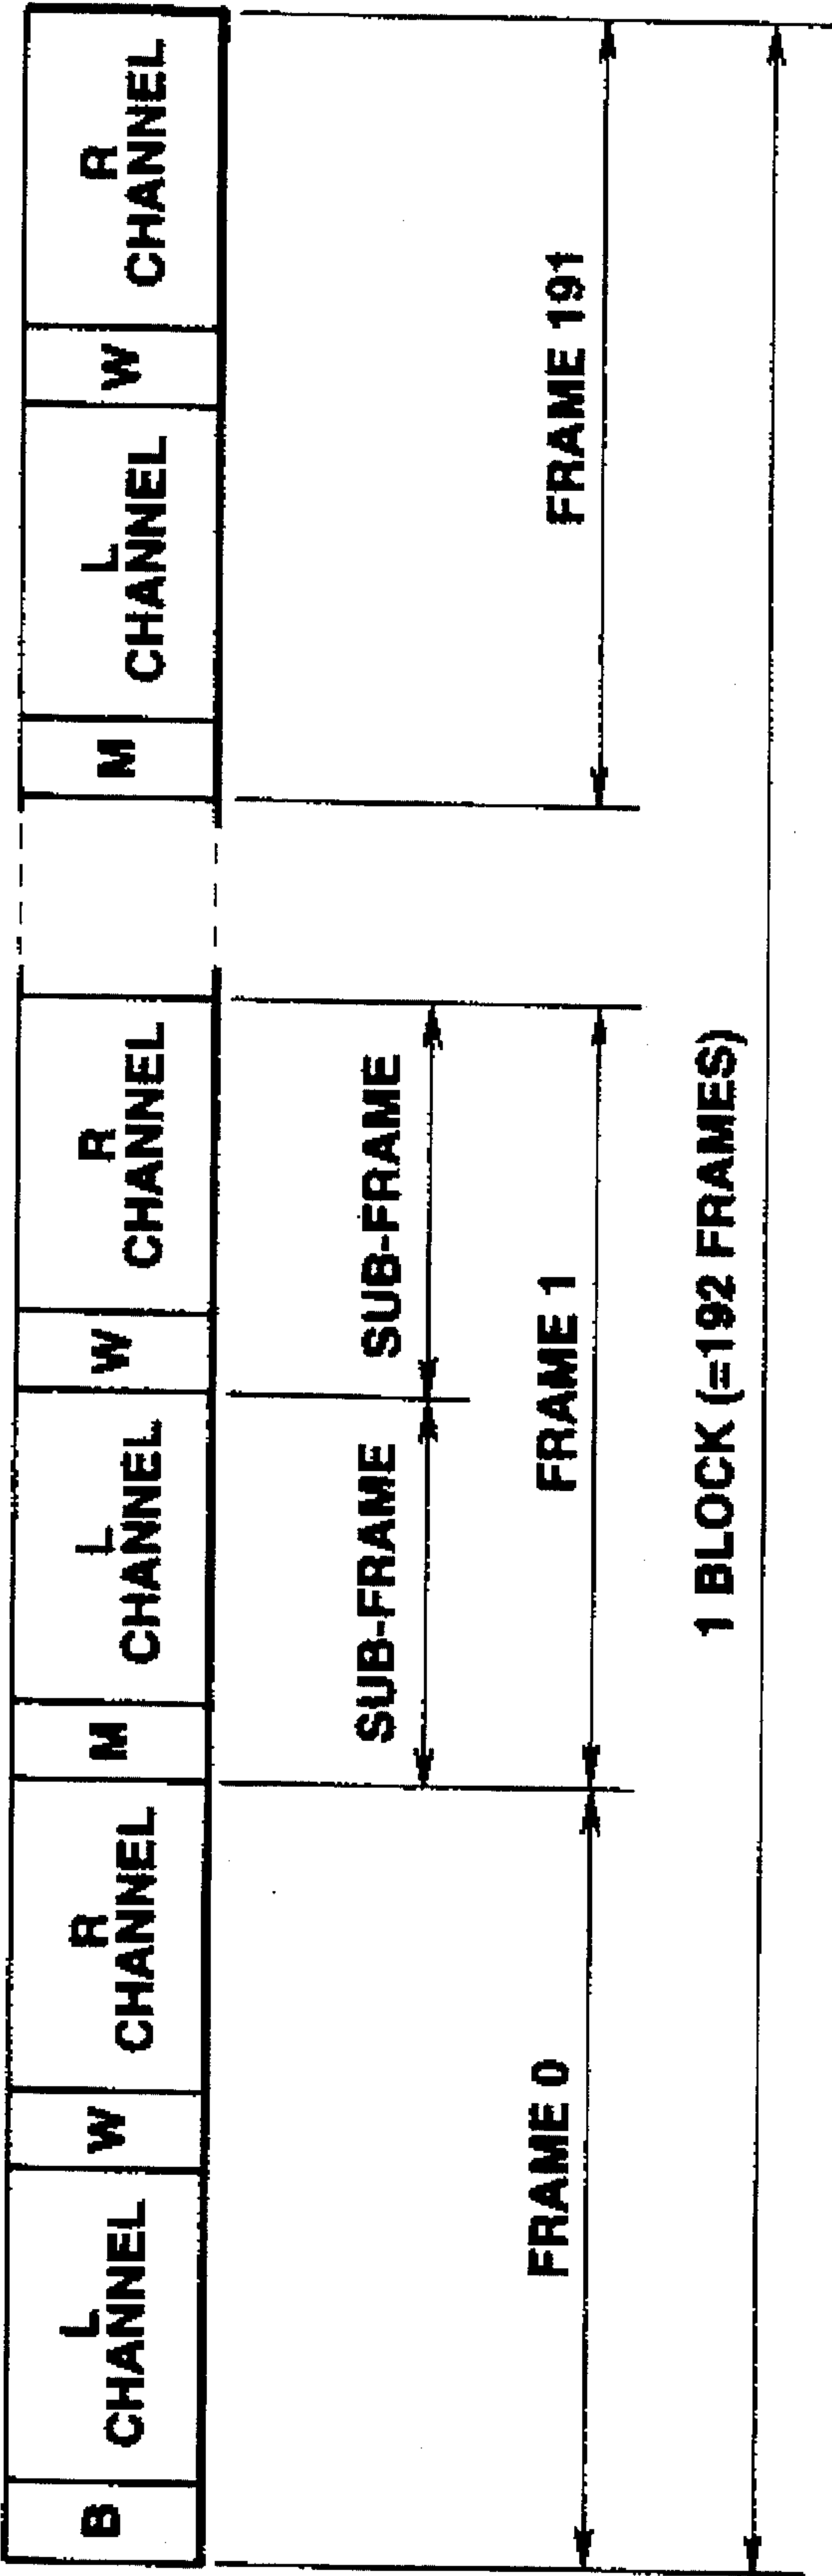 B
L
CHANNEL
W
R
CHANNEL
M
L
CHANNEL
W
R
CHANNEL
M
L
CHANNEL
W
R
CHANNEL
SUB-FRAME
SUB-FRAME
FRAME 0
FRAME 1
FRAME 191
1 BLOCK (=192 FRAMES)